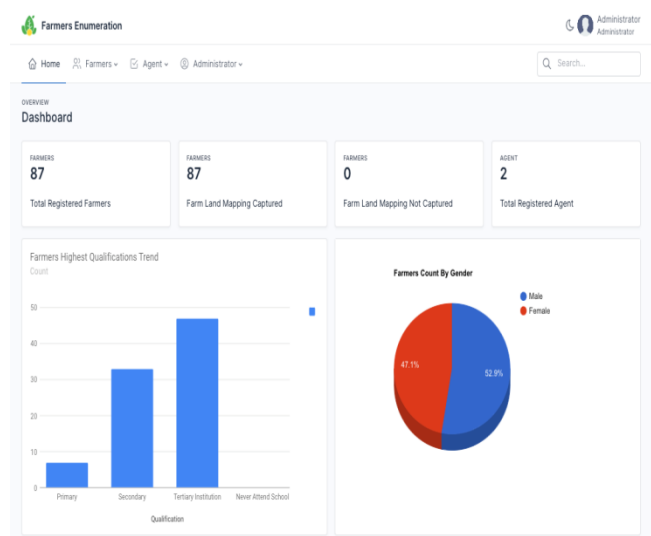 Farmers Enumeration
Administrator
Administrator
Home Farmers Agent Administrator
Search...
OVERVIEW
Dashboard
FARMERS
87
Total Registered Farmers
FARMERS
87
Farm Land Mapping Captured
FARMERS
0
Farm Land Mapping Not Captured
AGENT
2
Total Registered Agent
Farmers Highest Qualifications Trend
Count
50
40
30
20
10
0
Primary Secondary Tertiary Institution Never Attend School
Qualification
Farmers Count By Gender
Male
Female
47.1%
52.9%